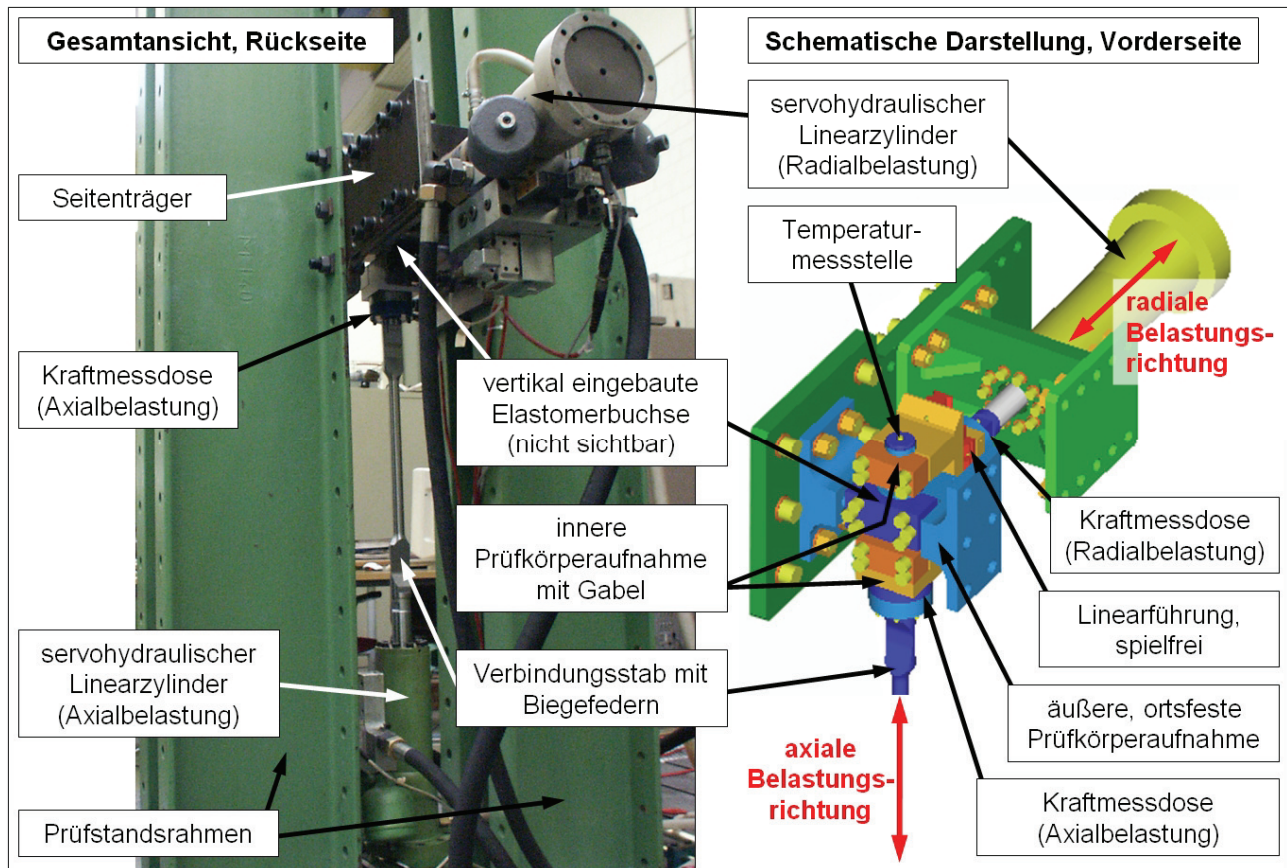 Gesamtansicht, Rückseite
Seitenträger
Kraftmessdose
(Axialbelastung)
servohydraulischer
Linearzylinder
(Axialbelastung)
Prüfstandsrahmen
vertikal eingebaute
Elastomerbuchse
(nicht sichtbar)
innere
Prüfkörperaufnahme
mit Gabel
Verbindungsstab mit
Biegefedern
Schematische Darstellung, Vorderseite
servohydraulischer
Linearzylinder
(Radialbelastung)
Temperatur-
messstelle
radiale
Belastungs-
richtung
Kraftmessdose
(Radialbelastung)
Linearführung,
spielfrei
äußere, ortsfeste
Prüfkörperaufnahme
axiale
Belastungs-
richtung
Kraftmessdose
(Axialbelastung)